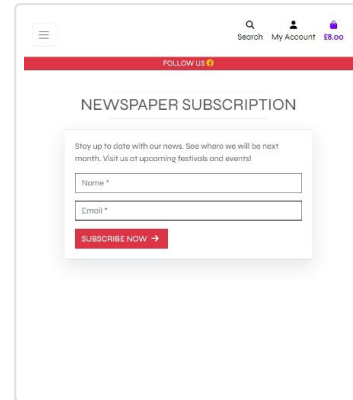 Search My Account £8.00
FOLLOW US
NEWSPAPER SUBSCRIPTION
Stay up to date with our news. See where we will be next
month. Visit us at upcoming festivals and events!
Name *
Email *
SUBSCRIBE NOW →